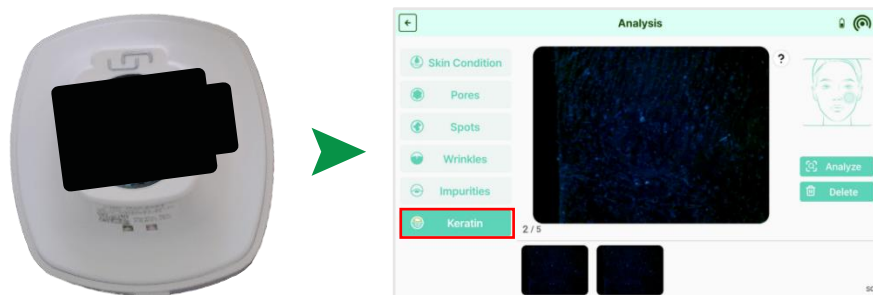 Analysis
Skin Condition
Pores
Spots
Wrinkles
Impurities
Keratin
?
Analyze
Delete
2 / 5